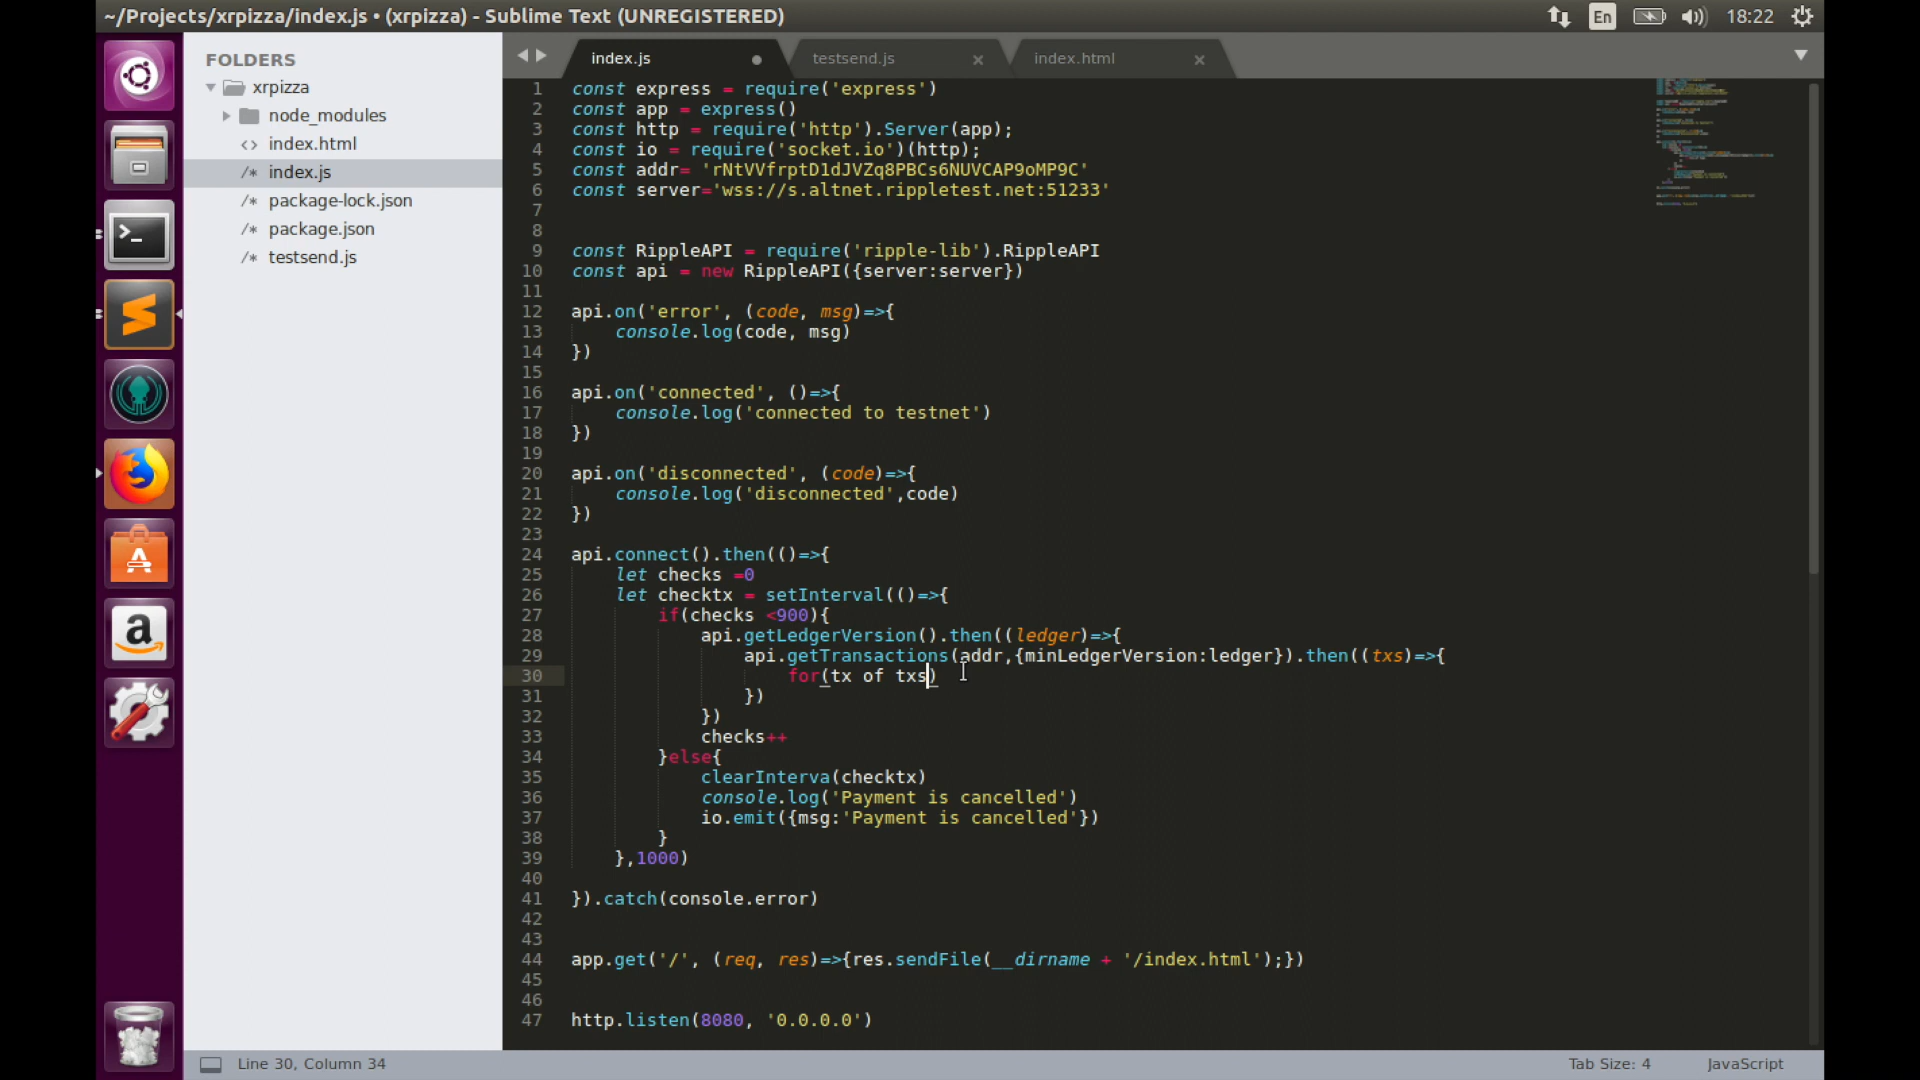 ~/Projects/xrpizza/index.js • (xrpizza) - Sublime Text (UNREGISTERED)
En
18:22
FOLDERS
xrpizza
node_modules
<> index.html
/* index.js
/* package-lock.json
/* package.json
/* testsend.js
index.js
testsend.js
index.html
1 const express = require('express')
2 const app = express()
3 const http = require('http').Server(app);
4 const io = require('socket.io')(http);
5 const addr= 'rNtVVfrptD1dJVZq8PBCs6NUVCAP9oMP9C'
6 const server='wss://s.altnet.rippletest.net:51233'
7
8
9 const RippleAPI = require('ripple-lib').RippleAPI
10 const api = new RippleAPI({server:server})
11
12 api.on('error', (code, msg)=>{
13 console.log(code, msg)
14 })
15
16 api.on('connected', ()=>{
17 console.log('connected to testnet')
18 })
19
20 api.on('disconnected', (code)=>{
21 console.log('disconnected',code)
22 })
23
24 api.connect().then(()=>{
25 let checks =0
26 let checktx = setInterval(()=>{
27 if(checks <900){
28 api.getLedgerVersion().then((ledger)=>{
29 api.getTransactions(addr,{minLedgerVersion:ledger}).then((txs)=>{
30 for(tx of txs)
31 })
32 })
33 checks++
34 }else{
35 clearInterva(checktx)
36 console.log('Payment is cancelled')
37 io.emit({msg:'Payment is cancelled'})
38 }
39 },1000)
40
41 }).catch(console.error)
42
43
44 app.get('/', (req, res)=>{res.sendFile(__dirname + '/index.html');})
45
46
47 http.listen(8080, '0.0.0.0')
Line 30, Column 34
Tab Size: 4
JavaScript